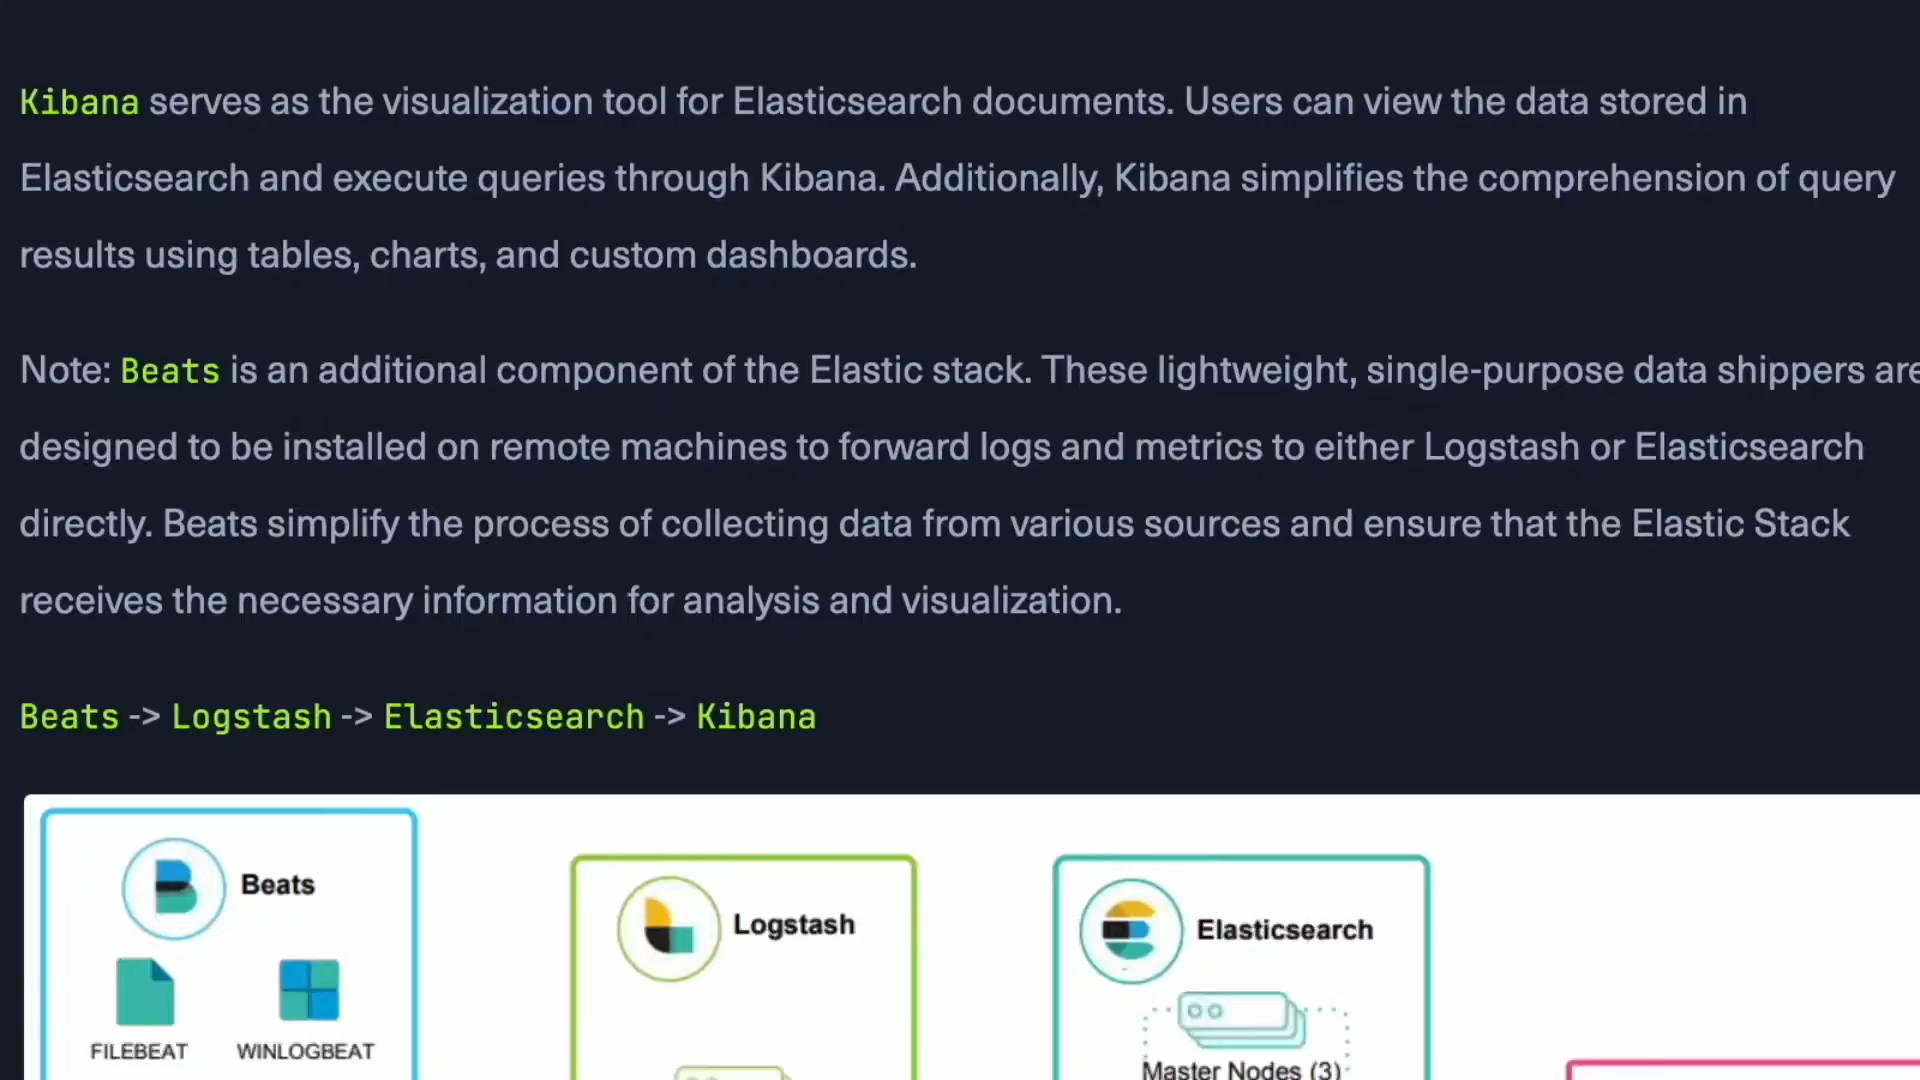 Kibana serves as the visualization tool for Elasticsearch documents. Users can view the data stored in
Elasticsearch and execute queries through Kibana. Additionally, Kibana simplifies the comprehension of query
results using tables, charts, and custom dashboards.
Note: Beats is an additional component of the Elastic stack. These lightweight, single-purpose data shippers are
designed to be installed on remote machines to forward logs and metrics to either Logstash or Elasticsearch
directly. Beats simplify the process of collecting data from various sources and ensure that the Elastic Stack
receives the necessary information for analysis and visualization.
Beats -> Logstash -> Elasticsearch -> Kibana
Beats
Logstash
Elasticsearch
FILEBEAT
WINLOGBEAT
Master Nodes (3)